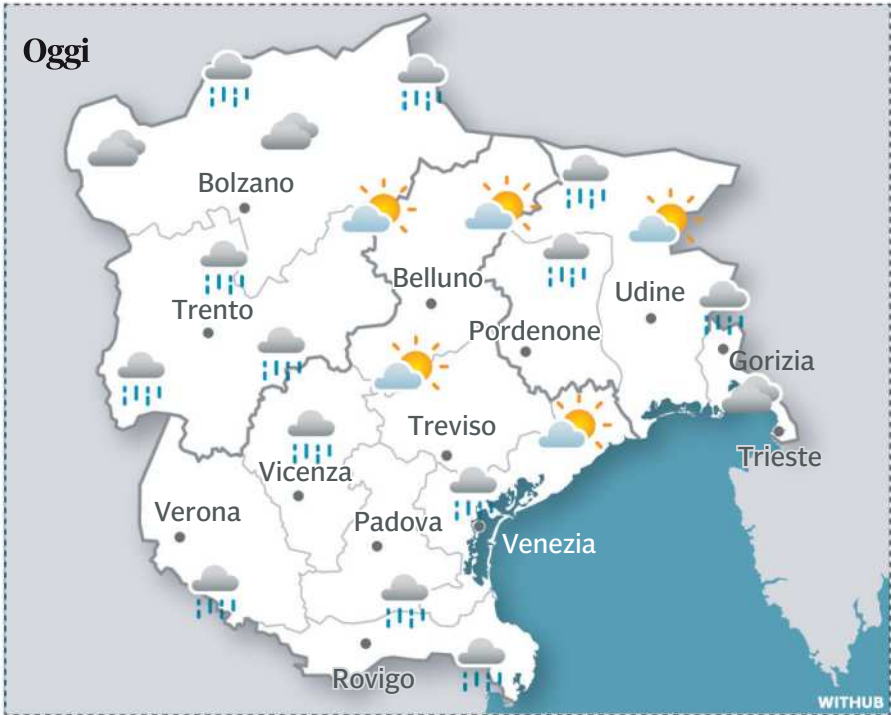 Oggi
Bolzano
Belluno
Udine
Trento
Pordenone
Gorizia
Treviso
Trieste
Vicenza
Verona
Padova
Venezia
Rovigo
WITHUB